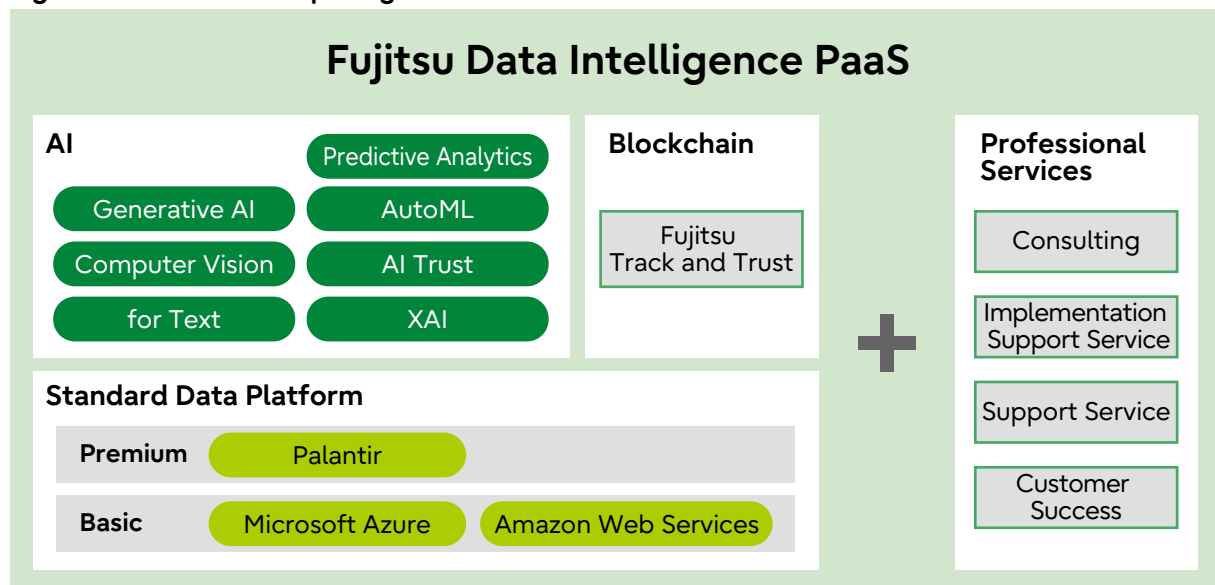 Fujitsu Data Intelligence PaaS
AI
Predictive Analytics
Generative AI
AutoML
Computer Vision
AI Trust
for Text
XAI
Blockchain
Fujitsu
Track and Trust
Standard Data Platform
Premium
Palantir
Basic
Microsoft Azure
Amazon Web Services
+
Professional
Services
Consulting
Implementation
Support Service
Support Service
Customer
Success